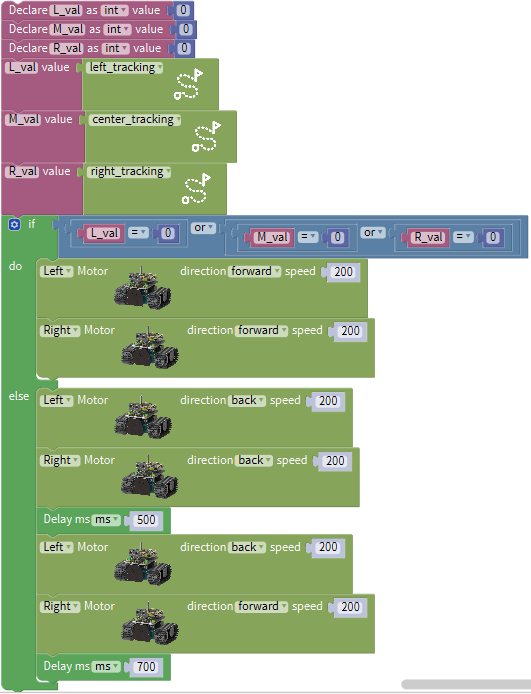 Declare L_val as int value 0
Declare M_val as int value 0
Declare R_val as int value 0
L_val value left_tracking
M_val value center_tracking
R_val value right_tracking
if L_val = 0 or M_val = 0 or R_val = 0
do
Left Motor direction forward speed 200
Right Motor direction forward speed 200
else
Left Motor direction back speed 200
Right Motor direction back speed 200
Delay ms ms 500
Left Motor direction back speed 200
Right Motor direction forward speed 200
Delay ms ms 700